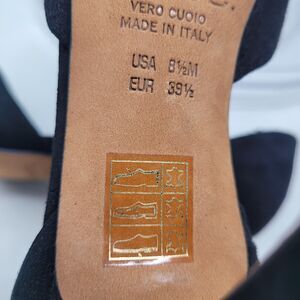 VERO CUOIO
MADE IN ITALY
USA 8½M
EUR 39½